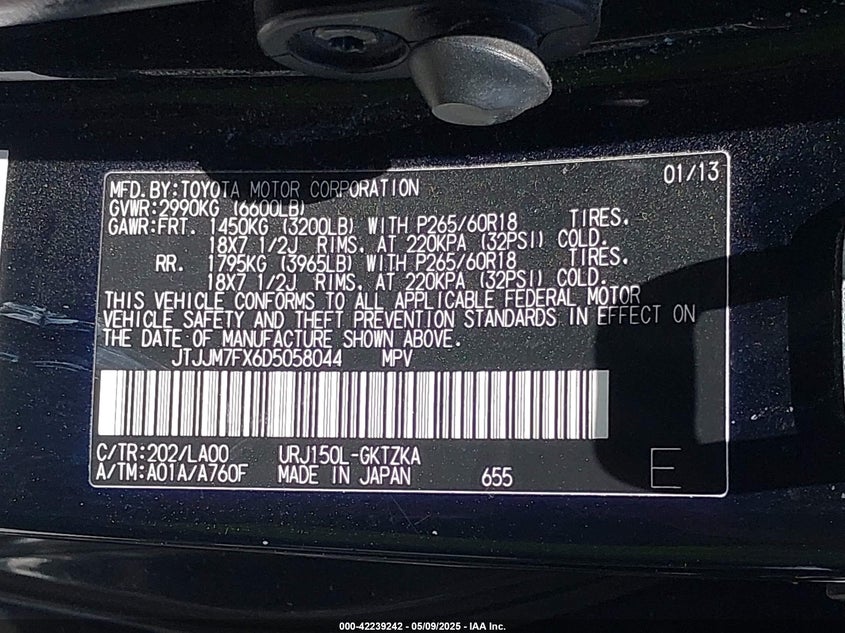 01/13
MFD.BY:TOYOTA MOTOR CORPORATION
GVWR:2990KG (6600LB)
GAWR:FRT. 1450KG (3200LB) WITH P265/60R18 TIRES.
18X7 1/2J RIMS. AT 220KPA (32PSI) COLD.
RR. 1795KG (3965LB) WITH P265/60R18 TIRES.
18X7 1/2J RIMS. AT 220KPA (32PSI) COLD.
THIS VEHICLE CONFORMS TO ALL APPLICABLE FEDERAL MOTOR
VEHICLE SAFETY AND THEFT PREVENTION STANDARDS IN EFFECT ON
THE DATE OF MANUFACTURE SHOWN ABOVE.
JTJJM7FX6D5058044 MPV
C/TR:202/LA00 URJ150L-GKTZKA
A/TM:A01A/A760F MADE IN JAPAN 655 E
000-42239242 - 05/09/2025 - IAA Inc.